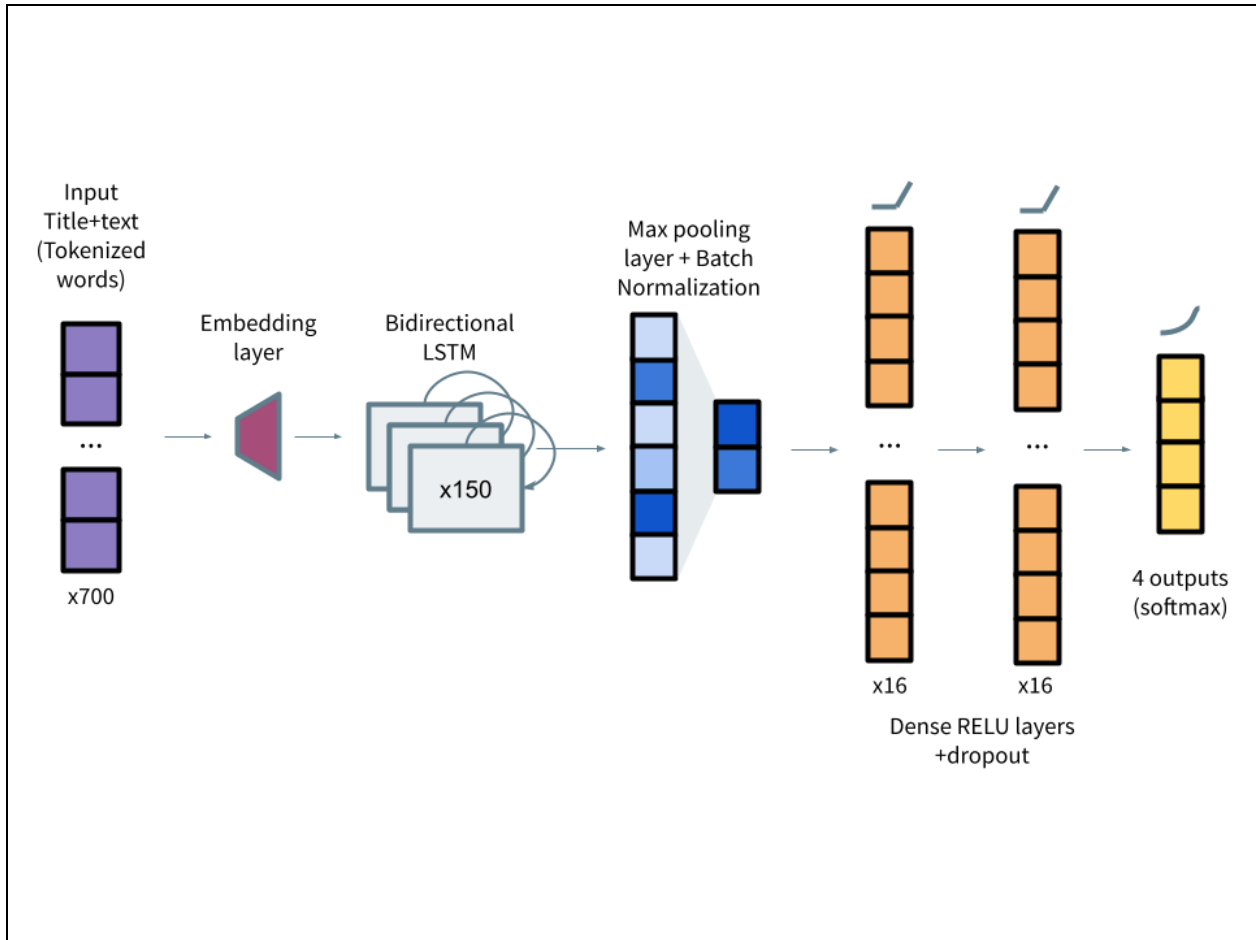 Input
Title+text
(Tokenized
words)
...
x700
Embedding
layer
Bidirectional
LSTM
x150
Max pooling
layer + Batch
Normalization
...
x16
...
x16
Dense RELU layers
+dropout
4 outputs
(softmax)